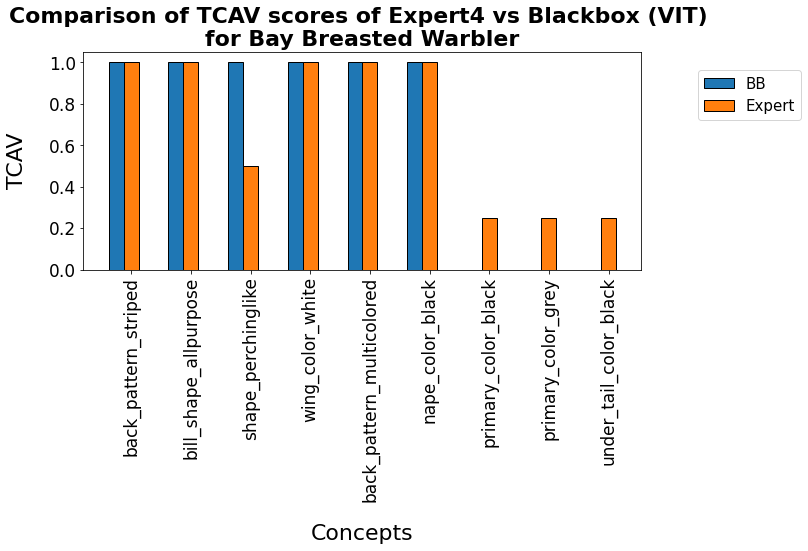 Comparison of TCAV scores of Expert4 vs Blackbox (VIT)
for Bay Breasted Warbler
BB
Expert
TCAV
1.0
0.8
0.6
0.4
0.2
0.0
back_pattern_striped
bill_shape_allpurpose
shape_perchinglike
wing_color_white
back_pattern_multicolored
nape_color_black
primary_color_black
primary_color_grey
under_tail_color_black
Concepts